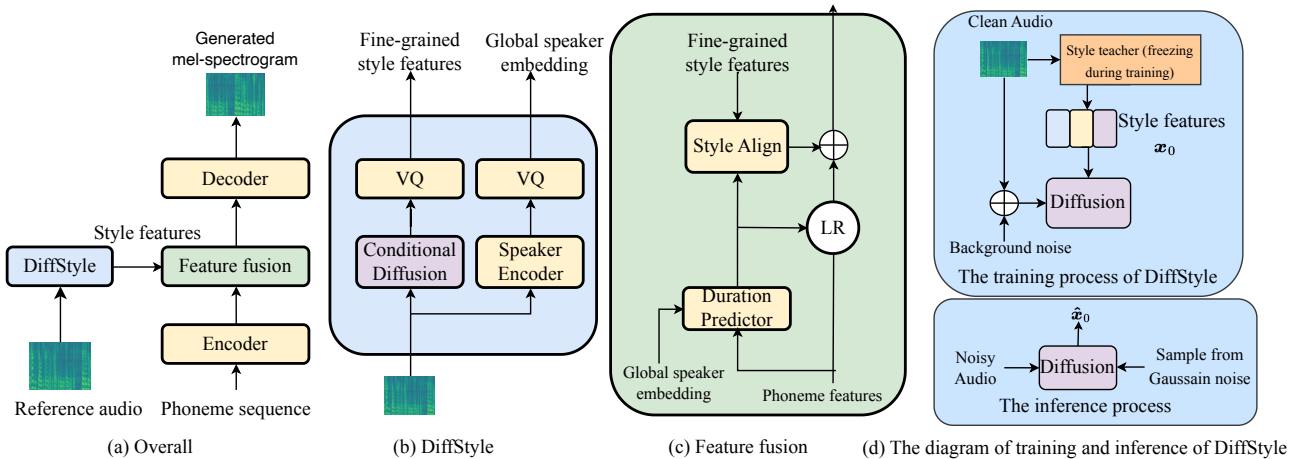 Generated
mel-spectrogram
Decoder
Style features
DiffStyle
Feature fusion
Encoder
Reference audio
Phoneme sequence
(a) Overall
Fine-grained
style features
Global speaker
embedding
VQ
VQ
Conditional
Diffusion
Speaker
Encoder
(b) DiffStyle
Fine-grained
style features
Style Align
LR
Duration
Predictor
Global speaker
embedding
Phoneme features
(c) Feature fusion
Clean Audio
Style teacher (freezing
during training)
Style features
x₀
Diffusion
Background noise
The training process of DiffStyle
x̂₀
Noisy
Audio
Diffusion
Sample from
Gaussain noise
The inference process
(d) The diagram of training and inference of DiffStyle